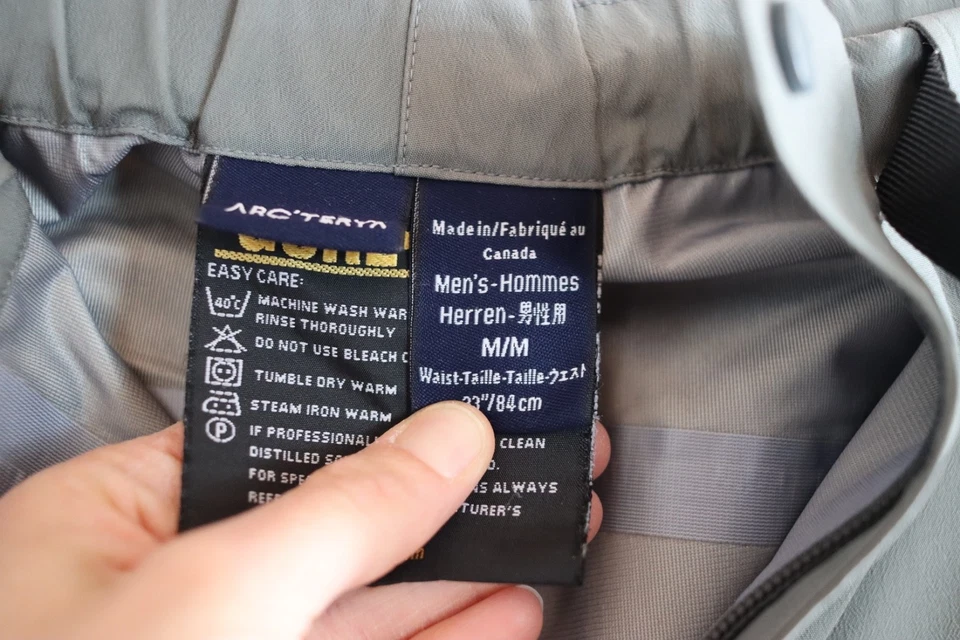 ARC'TERYX
GORE
EASY CARE:
40°C MACHINE WASH WAR
RINSE THOROUGHLY
DO NOT USE BLEACH
TUMBLE DRY WARM
STEAM IRON WARM
P IF PROFESSIONAL CLEAN
DISTILLED
FOR ALWAYS
Made in/Fabriqué au
Canada
Men's-Hommes
Herren-男性用
M/M
Waist-Taille-Taille-ウエスト
33"/84cm